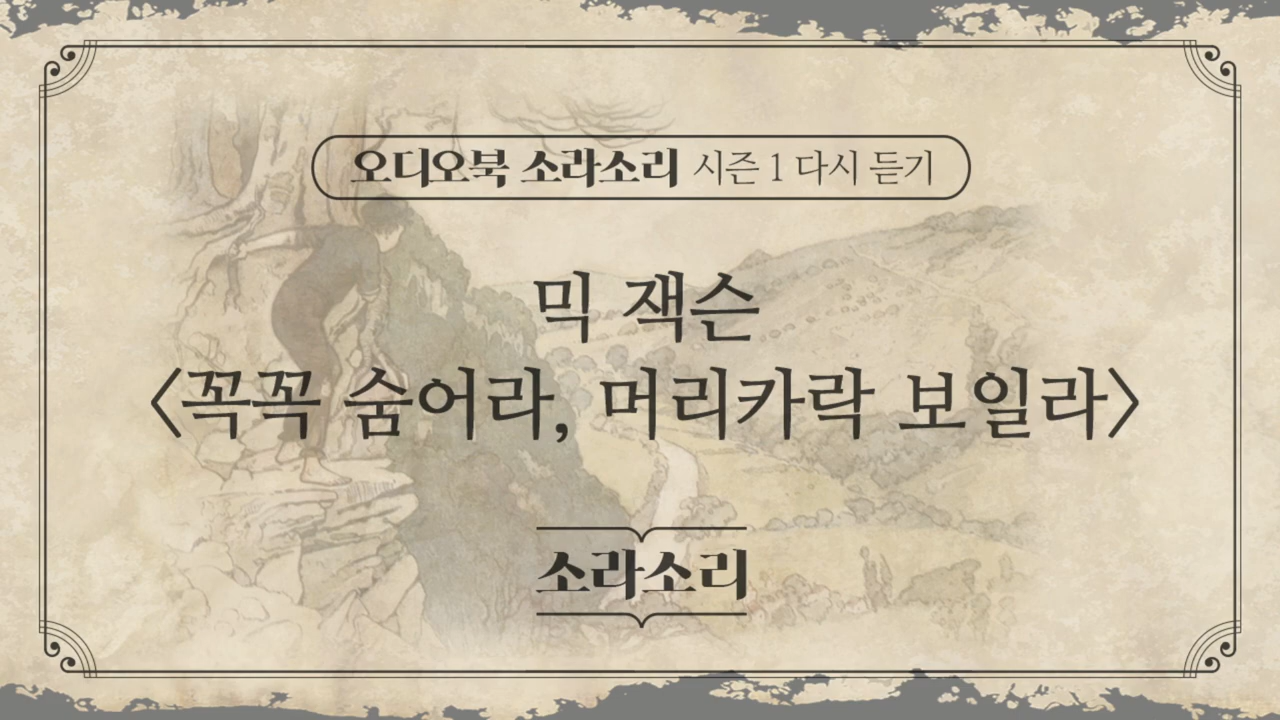 오디오북 소라소리 시즌 1 다시 듣기
믹 잭슨
〈꼭꼭 숨어라, 머리카락 보일라〉
소라소리